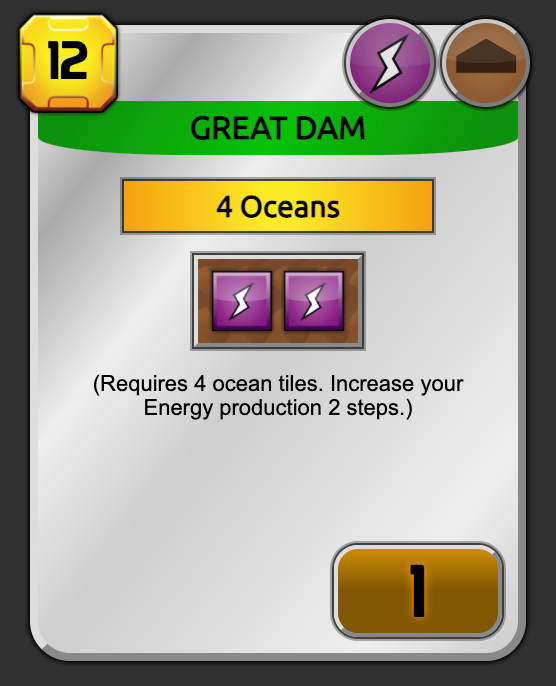 12
GREAT DAM
4 Oceans
(Requires 4 ocean tiles. Increase your
Energy production 2 steps.)
1